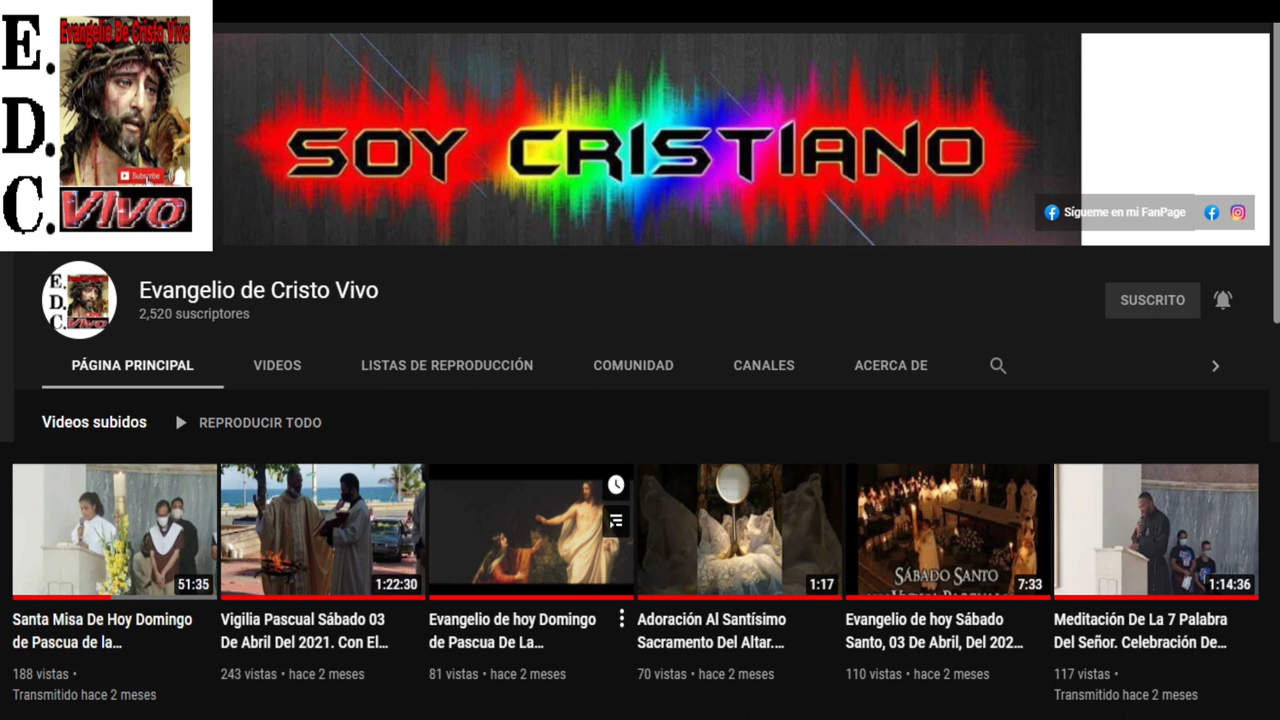 E.
D.
C.
Evangelio De Cristo Vivo
Subscribe
Vivo
SOY CRISTIANO
Sígueme en mi FanPage
E.
D.
C.
Vivo
Evangelio de Cristo Vivo
2,520 suscriptores
SUSCRITO
PÁGINA PRINCIPAL
VIDEOS
LISTAS DE REPRODUCCIÓN
COMUNIDAD
CANALES
ACERCA DE
Videos subidos
REPRODUCIR TODO
51:35
1:22:30
1:17
SÁBADO SANTO
7:33
1:14:36
Santa Misa De Hoy Domingo
de Pascua de la...
188 vistas •
Transmitido hace 2 meses
Vigilia Pascual Sábado 03
De Abril Del 2021. Con El...
243 vistas • hace 2 meses
Evangelio de hoy Domingo
de Pascua De La...
81 vistas • hace 2 meses
Adoración Al Santísimo
Sacramento Del Altar....
70 vistas • hace 2 meses
Evangelio de hoy Sábado
Santo, 03 De Abril, Del 202...
110 vistas • hace 2 meses
Meditación De La 7 Palabra
Del Señor. Celebración De...
117 vistas •
Transmitido hace 2 meses